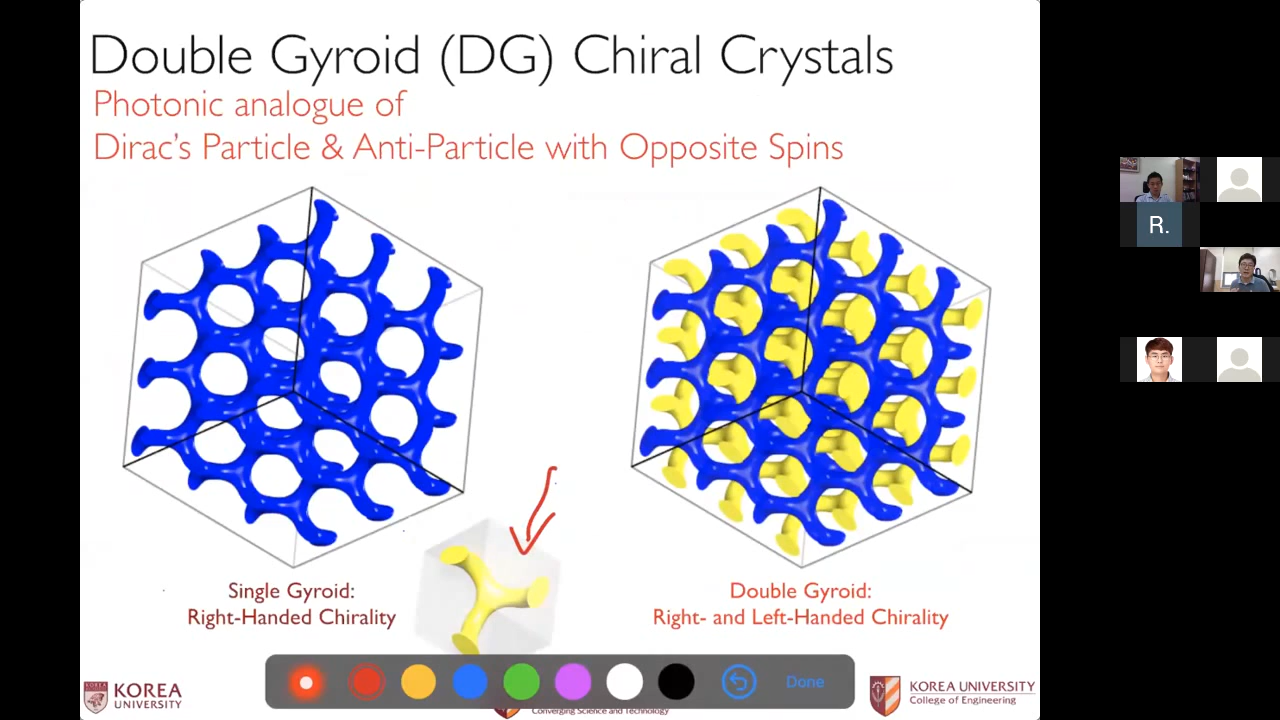 Double Gyroid (DG) Chiral Crystals
Photonic analogue of
Dirac's Particle & Anti-Particle with Opposite Spins
R.
Single Gyroid:
Right-Handed Chirality
Double Gyroid:
Right- and Left-Handed Chirality
Done
KOREA
UNIVERSITY
Converging Science and Technology
KOREA UNIVERSITY
College of Engineering